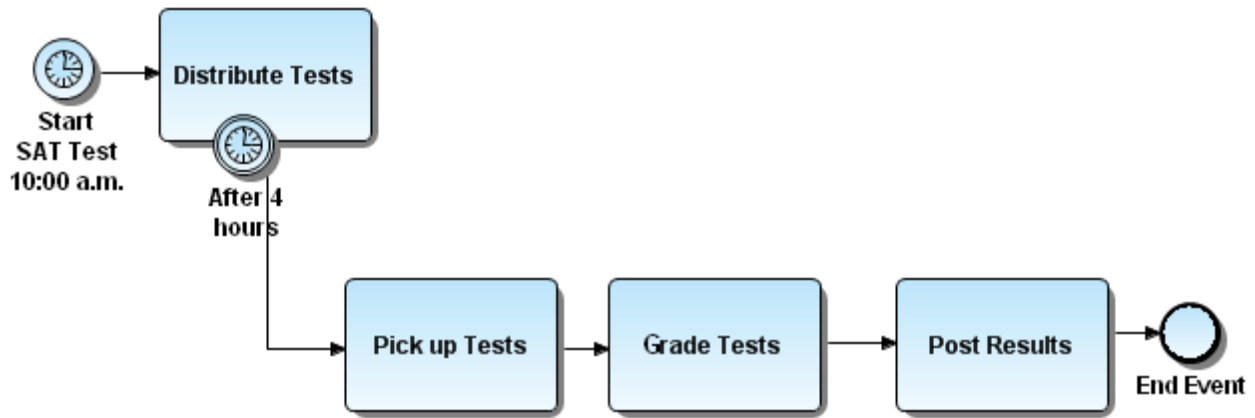 Distribute Tests
Start
SAT Test
10:00 a.m.
After 4
hours
Pick up Tests
Grade Tests
Post Results
End Event